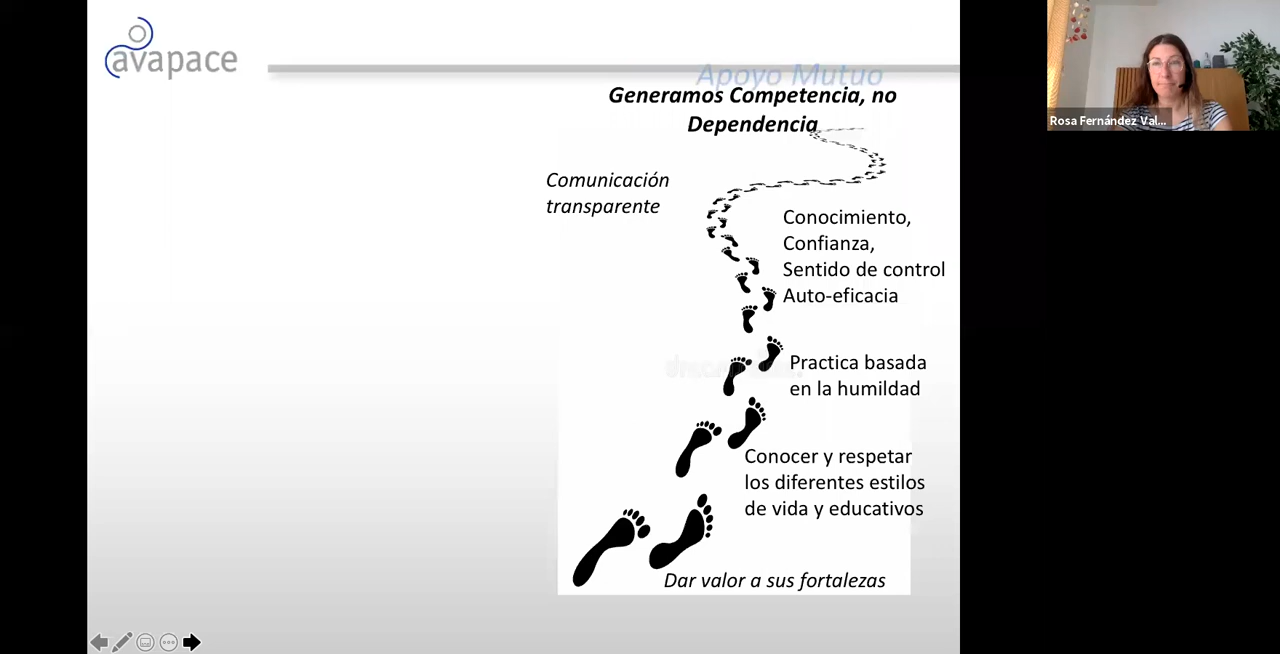 avapace
Apoyo Mutuo
Generamos Competencia, no
Dependencia
Comunicación
transparente
Conocimiento,
Confianza,
Sentido de control
Auto-eficacia
Practica basada
en la humildad
Conocer y respetar
los diferentes estilos
de vida y educativos
Dar valor a sus fortalezas
Rosa Fernández Val...